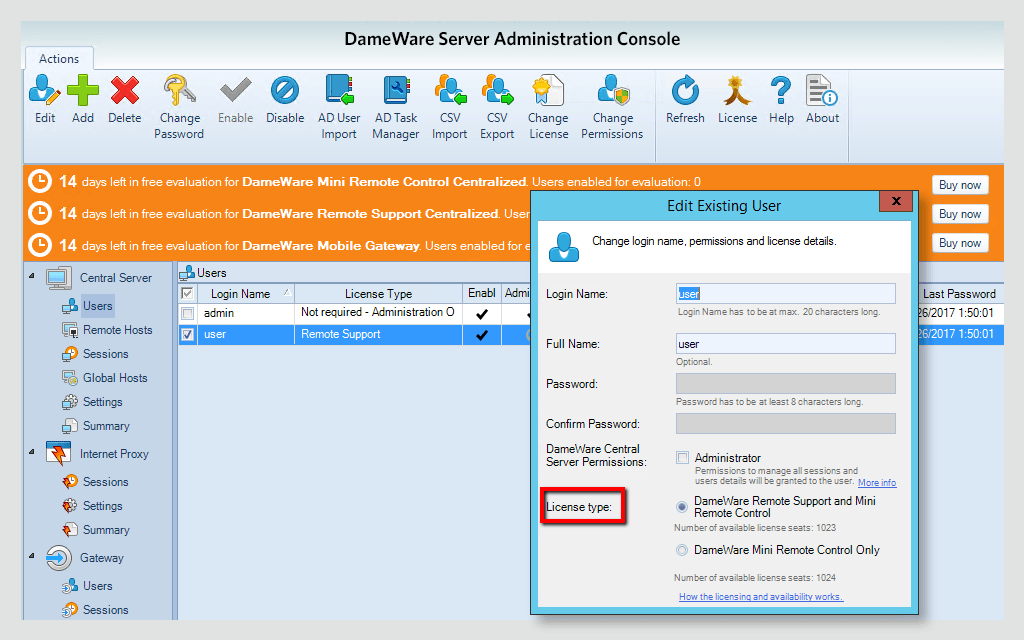 DameWare Server Administration Console
Actions
Edit
Add
Delete
Change Password
Enable
Disable
AD User Import
AD Task Manager
CSV Import
CSV Export
Change License
Change Permissions
Refresh
License
Help
About
14 days left in free evaluation for DameWare Mini Remote Control Centralized. Users enabled for evaluation: 0
Buy now
14 days left in free evaluation for DameWare Remote Support Centralized. User
Buy now
14 days left in free evaluation for DameWare Mobile Gateway. Users enabled for e
Buy now
Central Server
Users
Remote Hosts
Sessions
Global Hosts
Settings
Summary
Internet Proxy
Sessions
Settings
Summary
Gateway
Users
Sessions
Users
Login Name
License Type
Enabl
Admi
Last Password
admin
Not required - Administration O
26/2017 1:50:01
user
Remote Support
26/2017 1:50:01
Edit Existing User
x
Change login name, permissions and license details.
Login Name:
user
Login Name has to be at max. 20 characters long.
Full Name:
user
Optional.
Password:
Password has to be at least 8 characters long.
Confirm Password:
DameWare Central
Server Permissions:
Administrator
Permissions to manage all sessions and
users details will be granted to the user. More info
License type:
DameWare Remote Support and Mini
Remote Control
Number of available license seats: 1023
DameWare Mini Remote Control Only
Number of available license seats: 1024
How the licensing and availability works.